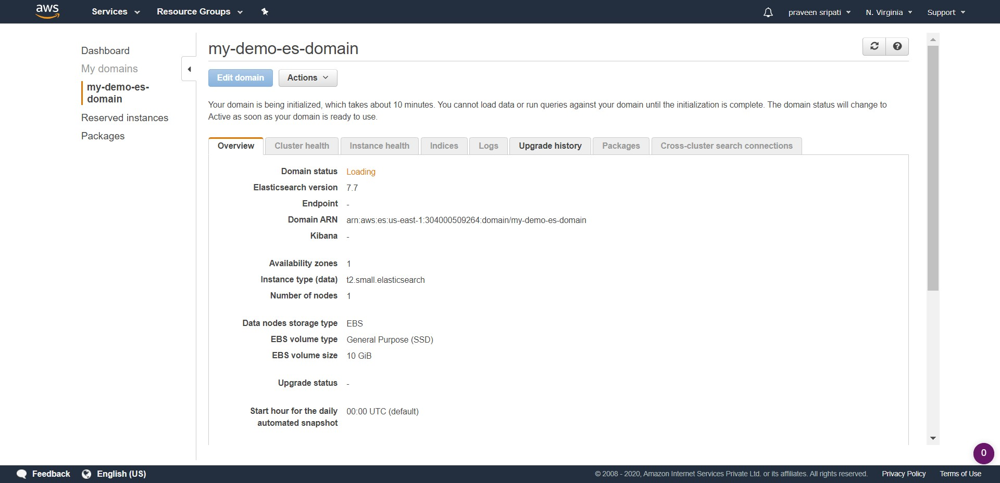 aws
Services
Resource Groups
praveen sripati
N. Virginia
Support
Dashboard
My domains
my-demo-es-
domain
Reserved instances
Packages
my-demo-es-domain
Edit domain
Actions
Your domain is being initialized, which takes about 10 minutes. You cannot load data or run queries against your domain until the initialization is complete. The domain status will change to
Active as soon as your domain is ready to use.
Overview
Cluster health
Instance health
Indices
Logs
Upgrade history
Packages
Cross-cluster search connections
Domain status Loading
Elasticsearch version 7.7
Endpoint -
Domain ARN arn:aws:es:us-east-1:304000509264:domain/my-demo-es-domain
Kibana -
Availability zones 1
Instance type (data) t2.small.elasticsearch
Number of nodes 1
Data nodes storage type EBS
EBS volume type General Purpose (SSD)
EBS volume size 10 GiB
Upgrade status -
Start hour for the daily 00:00 UTC (default)
automated snapshot
0
Feedback
English (US)
© 2008 - 2020, Amazon Internet Services Private Ltd. or its affiliates. All rights reserved.
Privacy Policy
Terms of Use